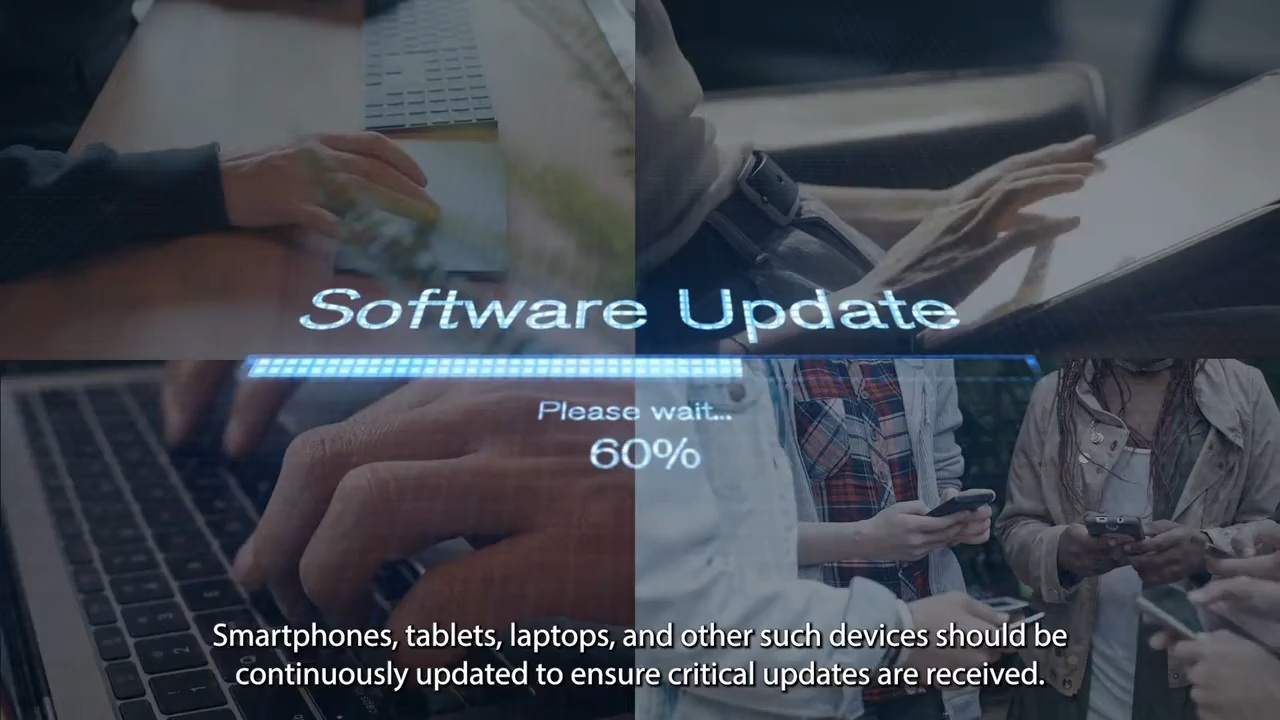 Software Update
Please wait...
60%
Smartphones, tablets, laptops, and other such devices should be
continuously updated to ensure critical updates are received.